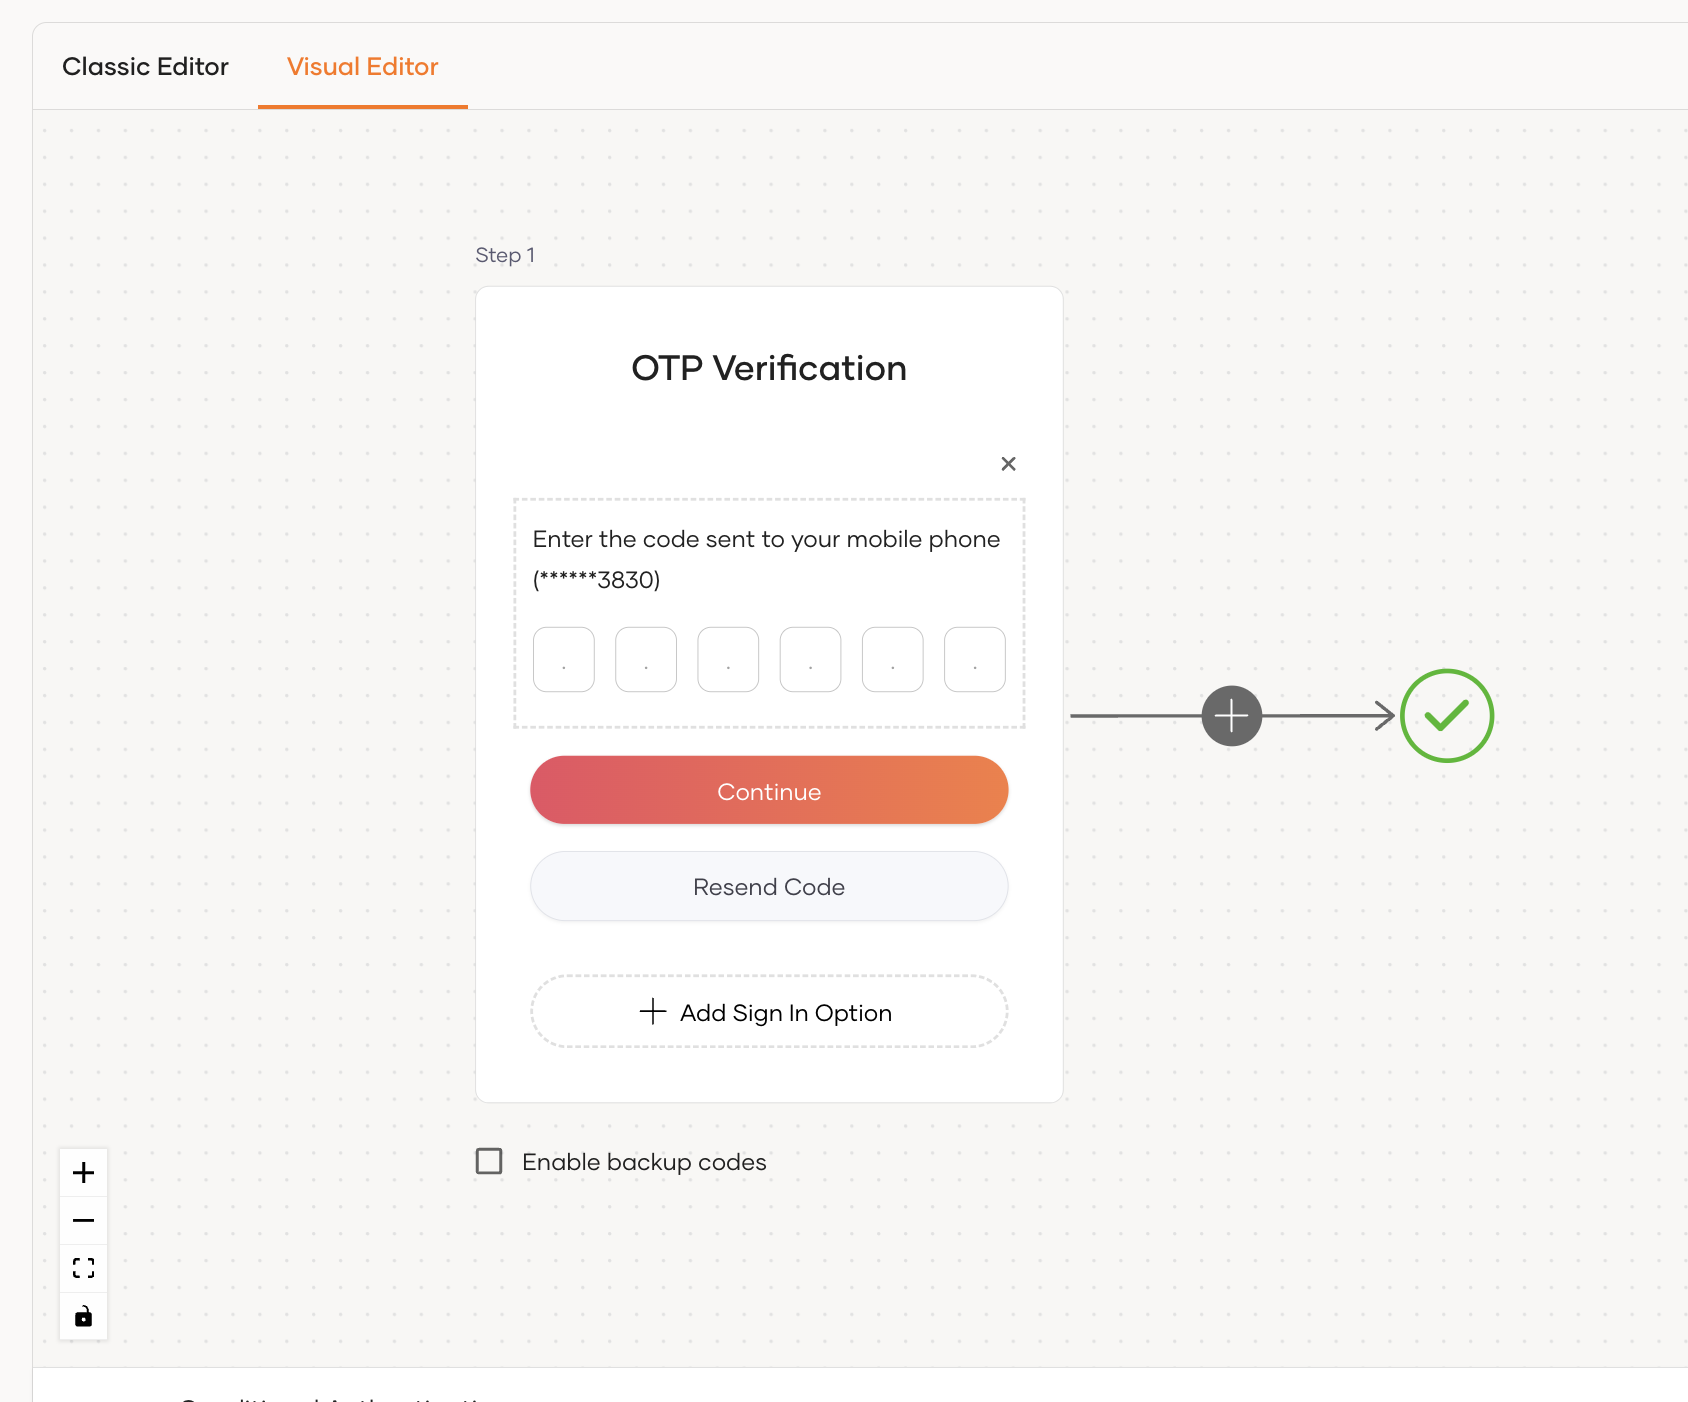 Classic Editor
Visual Editor
Step 1
OTP Verification
Enter the code sent to your mobile phone
(******3830)
. . . . . .
Continue
Resend Code
Add Sign In Option
Enable backup codes